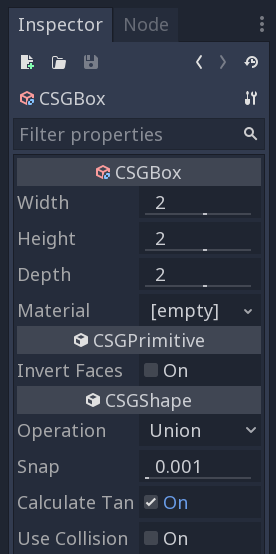 Inspector Node
CSGBox
Filter properties
CSGBox
Width 2
Height 2
Depth 2
Material [empty]
CSGPrimitive
Invert Faces On
CSGShape
Operation Union
Snap 0.001
Calculate Tan On
Use Collision On